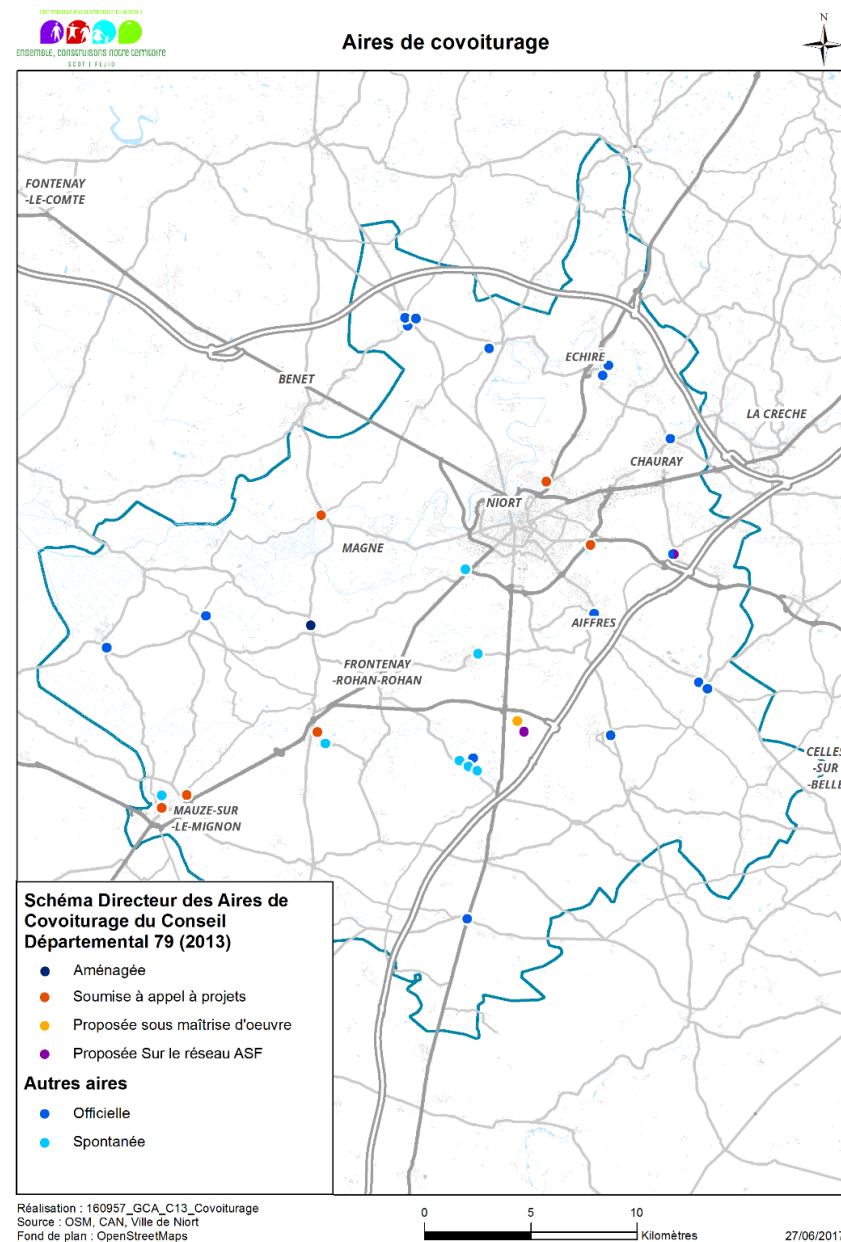 COMMUNAUTÉ D'AGGLOMÉRATION DU NIORTAIS
ENSEMBLE, CONSTRUISONS NOTRE TERRITOIRE
SCOT | PLUID
Aires de covoiturage
N
FONTENAY
-LE-COMTE
BENET
ECHIRE
LA CRECHE
CHAURAY
NIORT
MAGNE
AIFFRES
FRONTENAY
-ROHAN-ROHAN
CELLES
-SUR
-BELLE
MAUZE-SUR
-LE-MIGNON
Schéma Directeur des Aires de
Covoiturage du Conseil
Départemental 79 (2013)
Aménagée
Soumise à appel à projets
Proposée sous maîtrise d'oeuvre
Proposée Sur le réseau ASF
Autres aires
Officielle
Spontanée
Réalisation : 160957_GCA_C13_Covoiturage
Source : OSM, CAN, Ville de Niort
Fond de plan : OpenStreetMaps
0 5 10
Kilomètres
27/06/2017